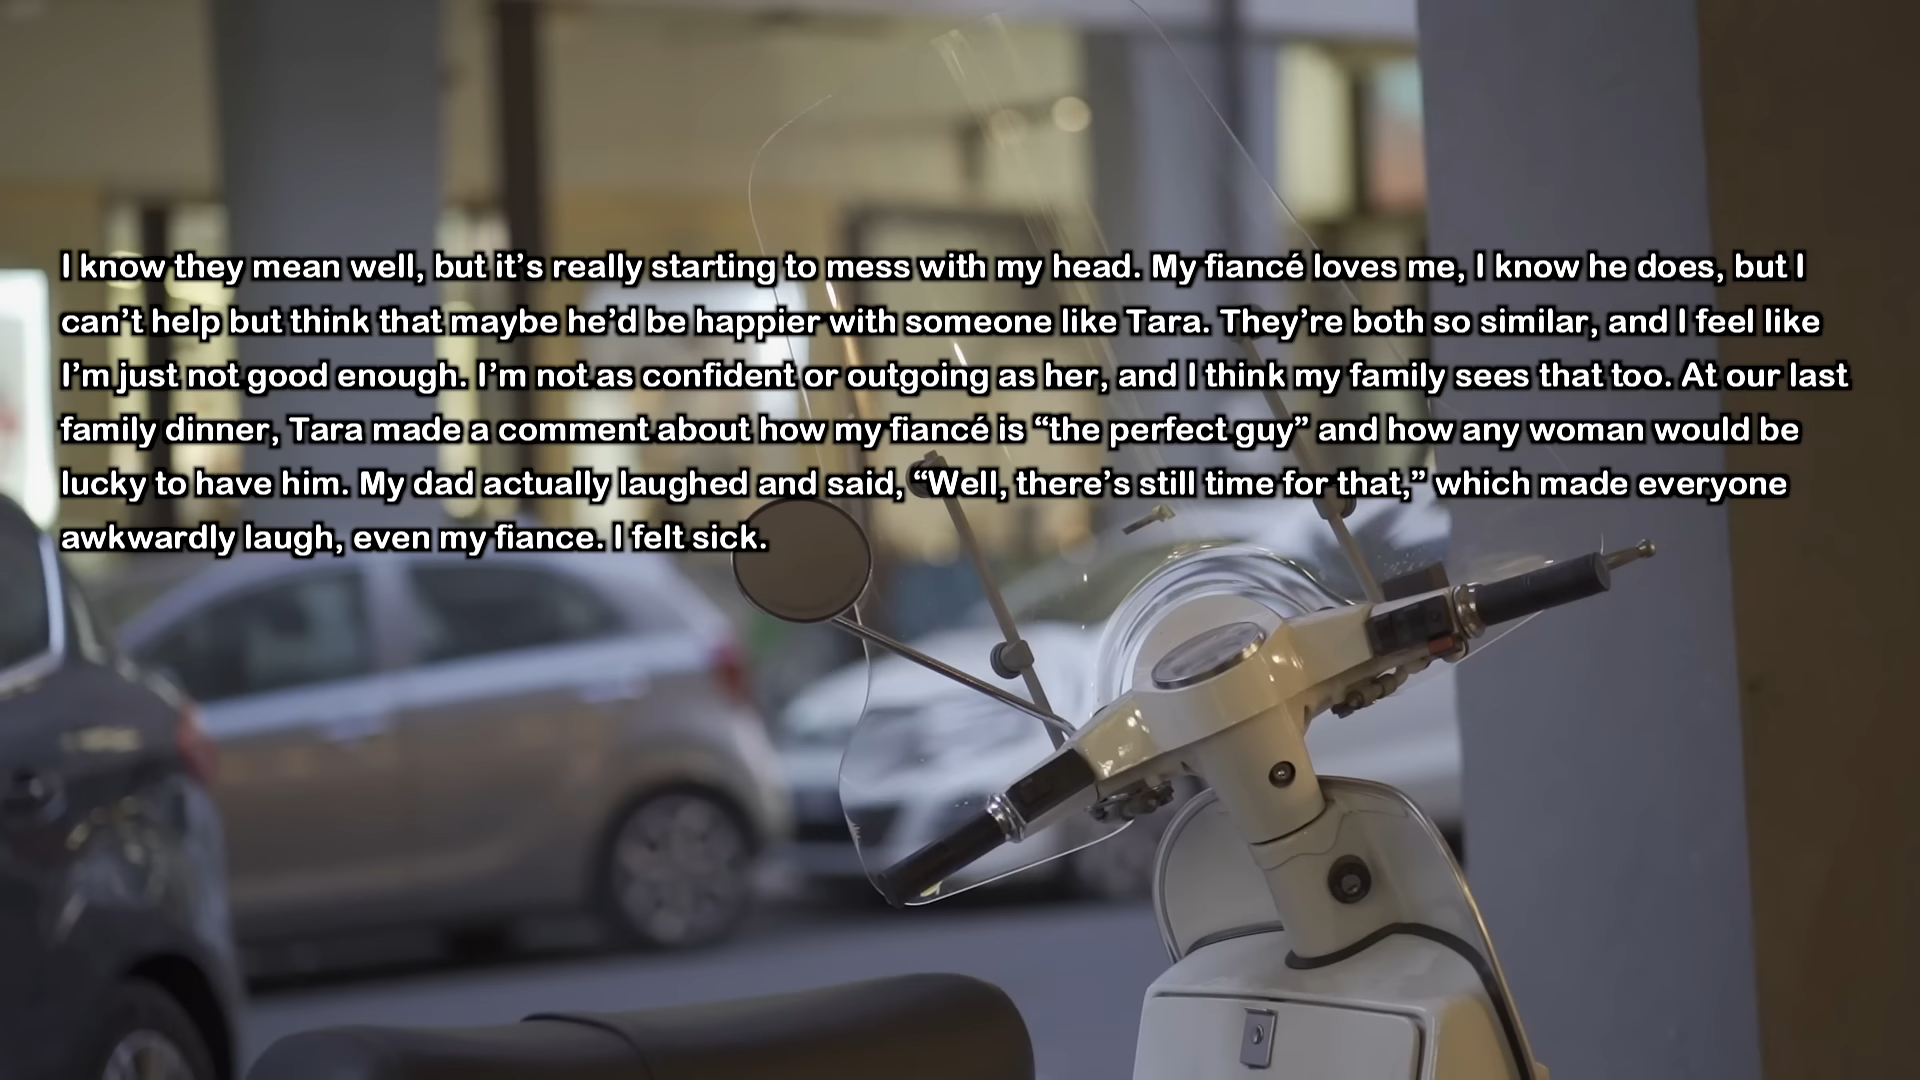 I know they mean well, but it’s really starting to mess with my head. My fiancé loves me, I know he does, but I
can’t help but think that maybe he’d be happier with someone like Tara. They’re both so similar, and I feel like
I’m just not good enough. I’m not as confident or outgoing as her, and I think my family sees that too. At our last
family dinner, Tara made a comment about how my fiancé is “the perfect guy” and how any woman would be
lucky to have him. My dad actually laughed and said, “Well, there’s still time for that,” which made everyone
awkwardly laugh, even my fiance. I felt sick.